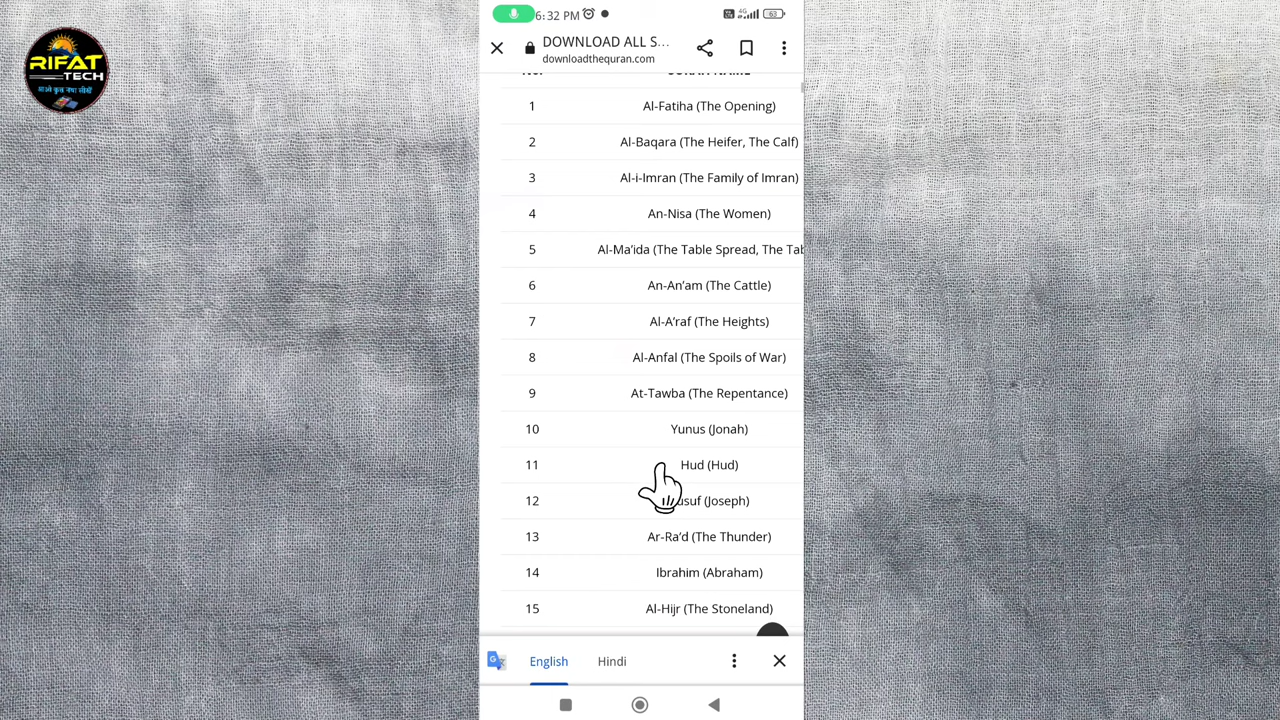 RIFAT
TECH
आओ कुछ नया सीखें
6:32 PM
4G
63
DOWNLOAD ALL S...
downloadthequran.com
1 Al-Fatiha (The Opening)
2 Al-Baqara (The Heifer, The Calf)
3 Al-i-Imran (The Family of Imran)
4 An-Nisa (The Women)
5 Al-Ma’ida (The Table Spread, The Tab
6 An-An’am (The Cattle)
7 Al-A’raf (The Heights)
8 Al-Anfal (The Spoils of War)
9 At-Tawba (The Repentance)
10 Yunus (Jonah)
11 Hud (Hud)
12 usuf (Joseph)
13 Ar-Ra’d (The Thunder)
14 Ibrahim (Abraham)
15 Al-Hijr (The Stoneland)
English Hindi